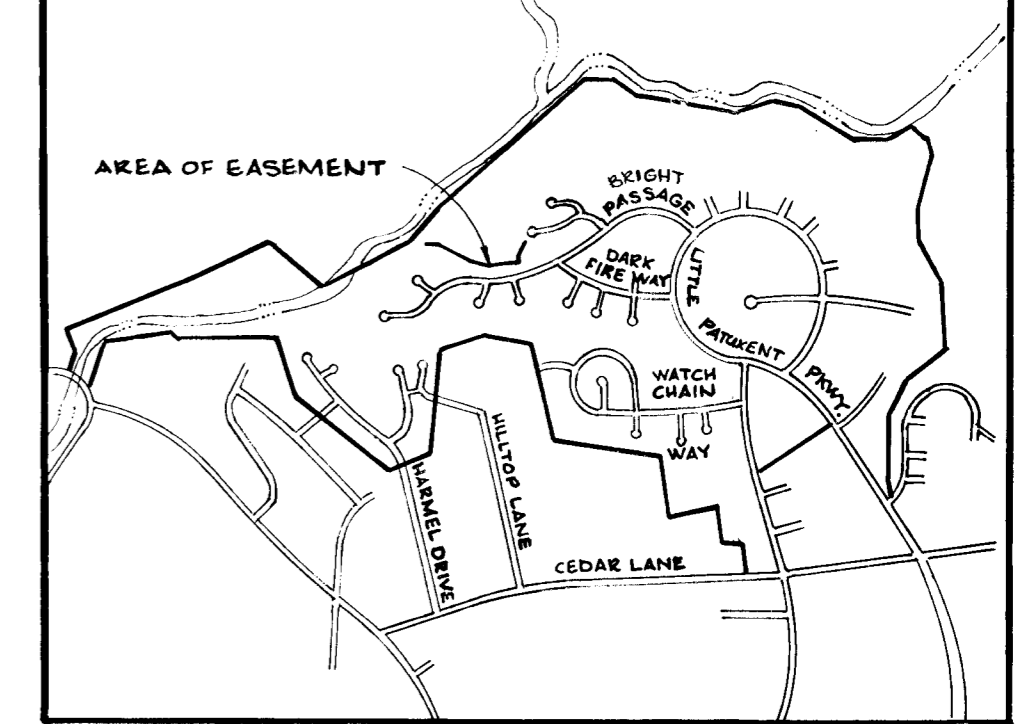 AREA OF EASEMENT
BRIGHT
PASSAGE
DARK
FIRE WAY
LITTLE
PATUXENT
PKWY.
WATCH
CHAIN
WAY
HILLTOP LANE
HARMEL DRIVE
CEDAR LANE